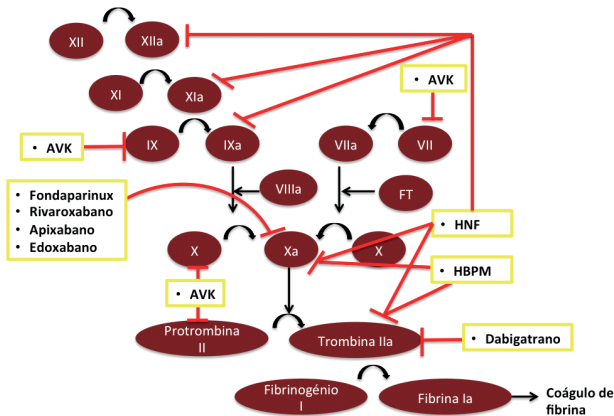 XII
XIIa
XI
XIa
• AVK
• AVK
IX
IXa
VIIa
VII
VIIIa
FT
• Fondaparinux
• Rivaroxabano
• Apixabano
• Edoxabano
• HNF
X
Xa
X
• HBPM
• AVK
Protrombina
II
Trombina IIa
• Dabigatrano
Fibrinogénio
I
Fibrina Ia
Coágulo de
fibrina